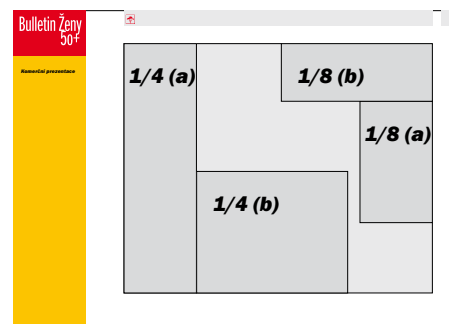 Bulletin Ženy
50+
Komerční prezentace
1/4 (a)
1/8 (b)
1/8 (a)
1/4 (b)